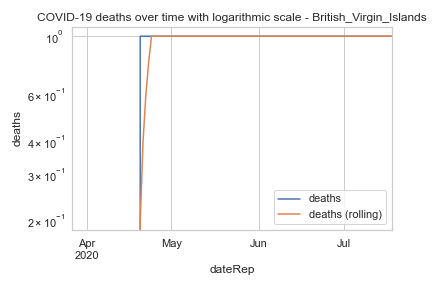 COVID-19 deaths over time with logarithmic scale - British_Virgin_Islands
10⁰
6 × 10⁻¹
4 × 10⁻¹
3 × 10⁻¹
2 × 10⁻¹
deaths
deaths
deaths (rolling)
Apr
2020
May
Jun
Jul
dateRep